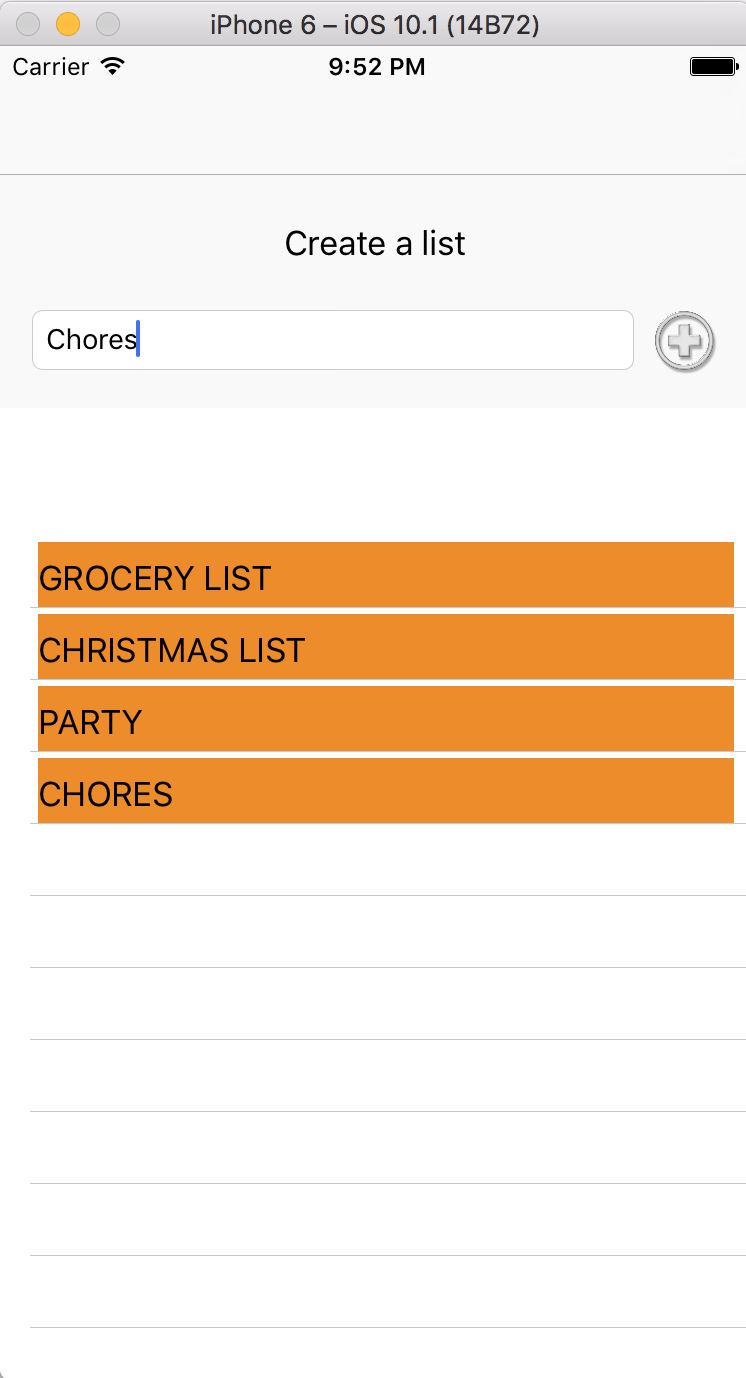 iPhone 6 – iOS 10.1 (14B72)
Carrier 9:52 PM
Create a list
Chores
GROCERY LIST
CHRISTMAS LIST
PARTY
CHORES